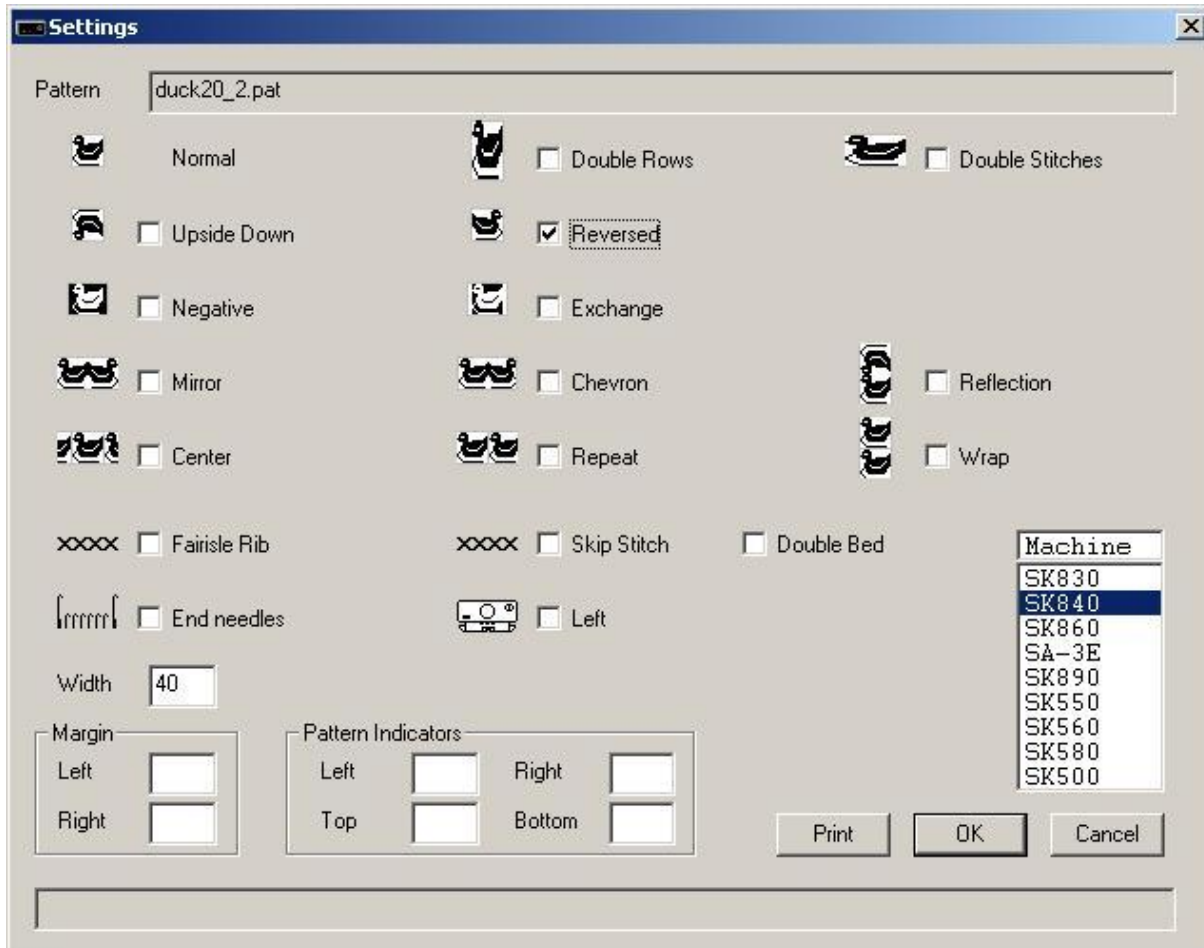 Settings
Pattern duck20_2.pat
Normal Double Rows Double Stitches
Upside Down Reversed
Negative Exchange
Mirror Chevron Reflection
Center Repeat Wrap
XXXX Fairisle Rib XXXX Skip Stitch Double Bed Machine
SK830
SK840
SK860
SA-3E
SK890
SK550
SK560
SK580
SK500
End needles Left
Width 40
Margin
Left
Right
Pattern Indicators
Left Right
Top Bottom
Print OK Cancel